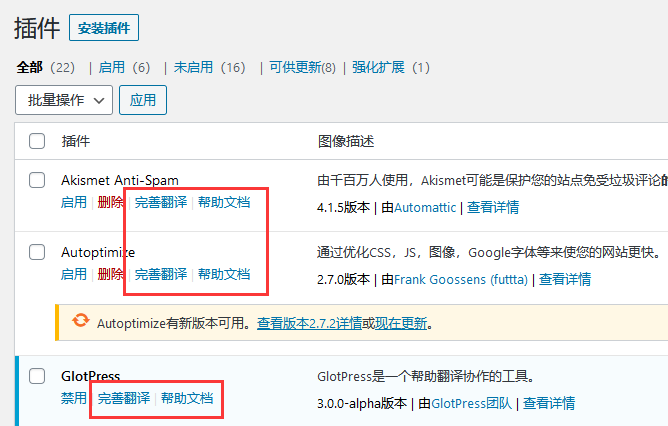 插件 安装插件
全部 (22) | 启用 (6) | 未启用 (16) | 可供更新(8) | 强化扩展 (1)
批量操作 应用
插件 图像描述
Akismet Anti-Spam 由千百万人使用，Akismet可能是保护您的站点免受垃圾评论的
启用 | 删除 | 完善翻译 | 帮助文档 4.1.5版本 | 由Automattic | 查看详情
Autoptimize 通过优化CSS，JS，图像，Google字体等来使您的网站更快。
启用 | 删除 | 完善翻译 | 帮助文档 2.7.0版本 | 由Frank Goossens (futtta) | 查看详情
Autoptimize有新版本可用。查看版本2.7.2详情或现在更新。
GlotPress GlotPress是一个帮助翻译协作的工具。
禁用 | 完善翻译 | 帮助文档 3.0.0-alpha版本 | 由GlotPress团队 | 查看详情